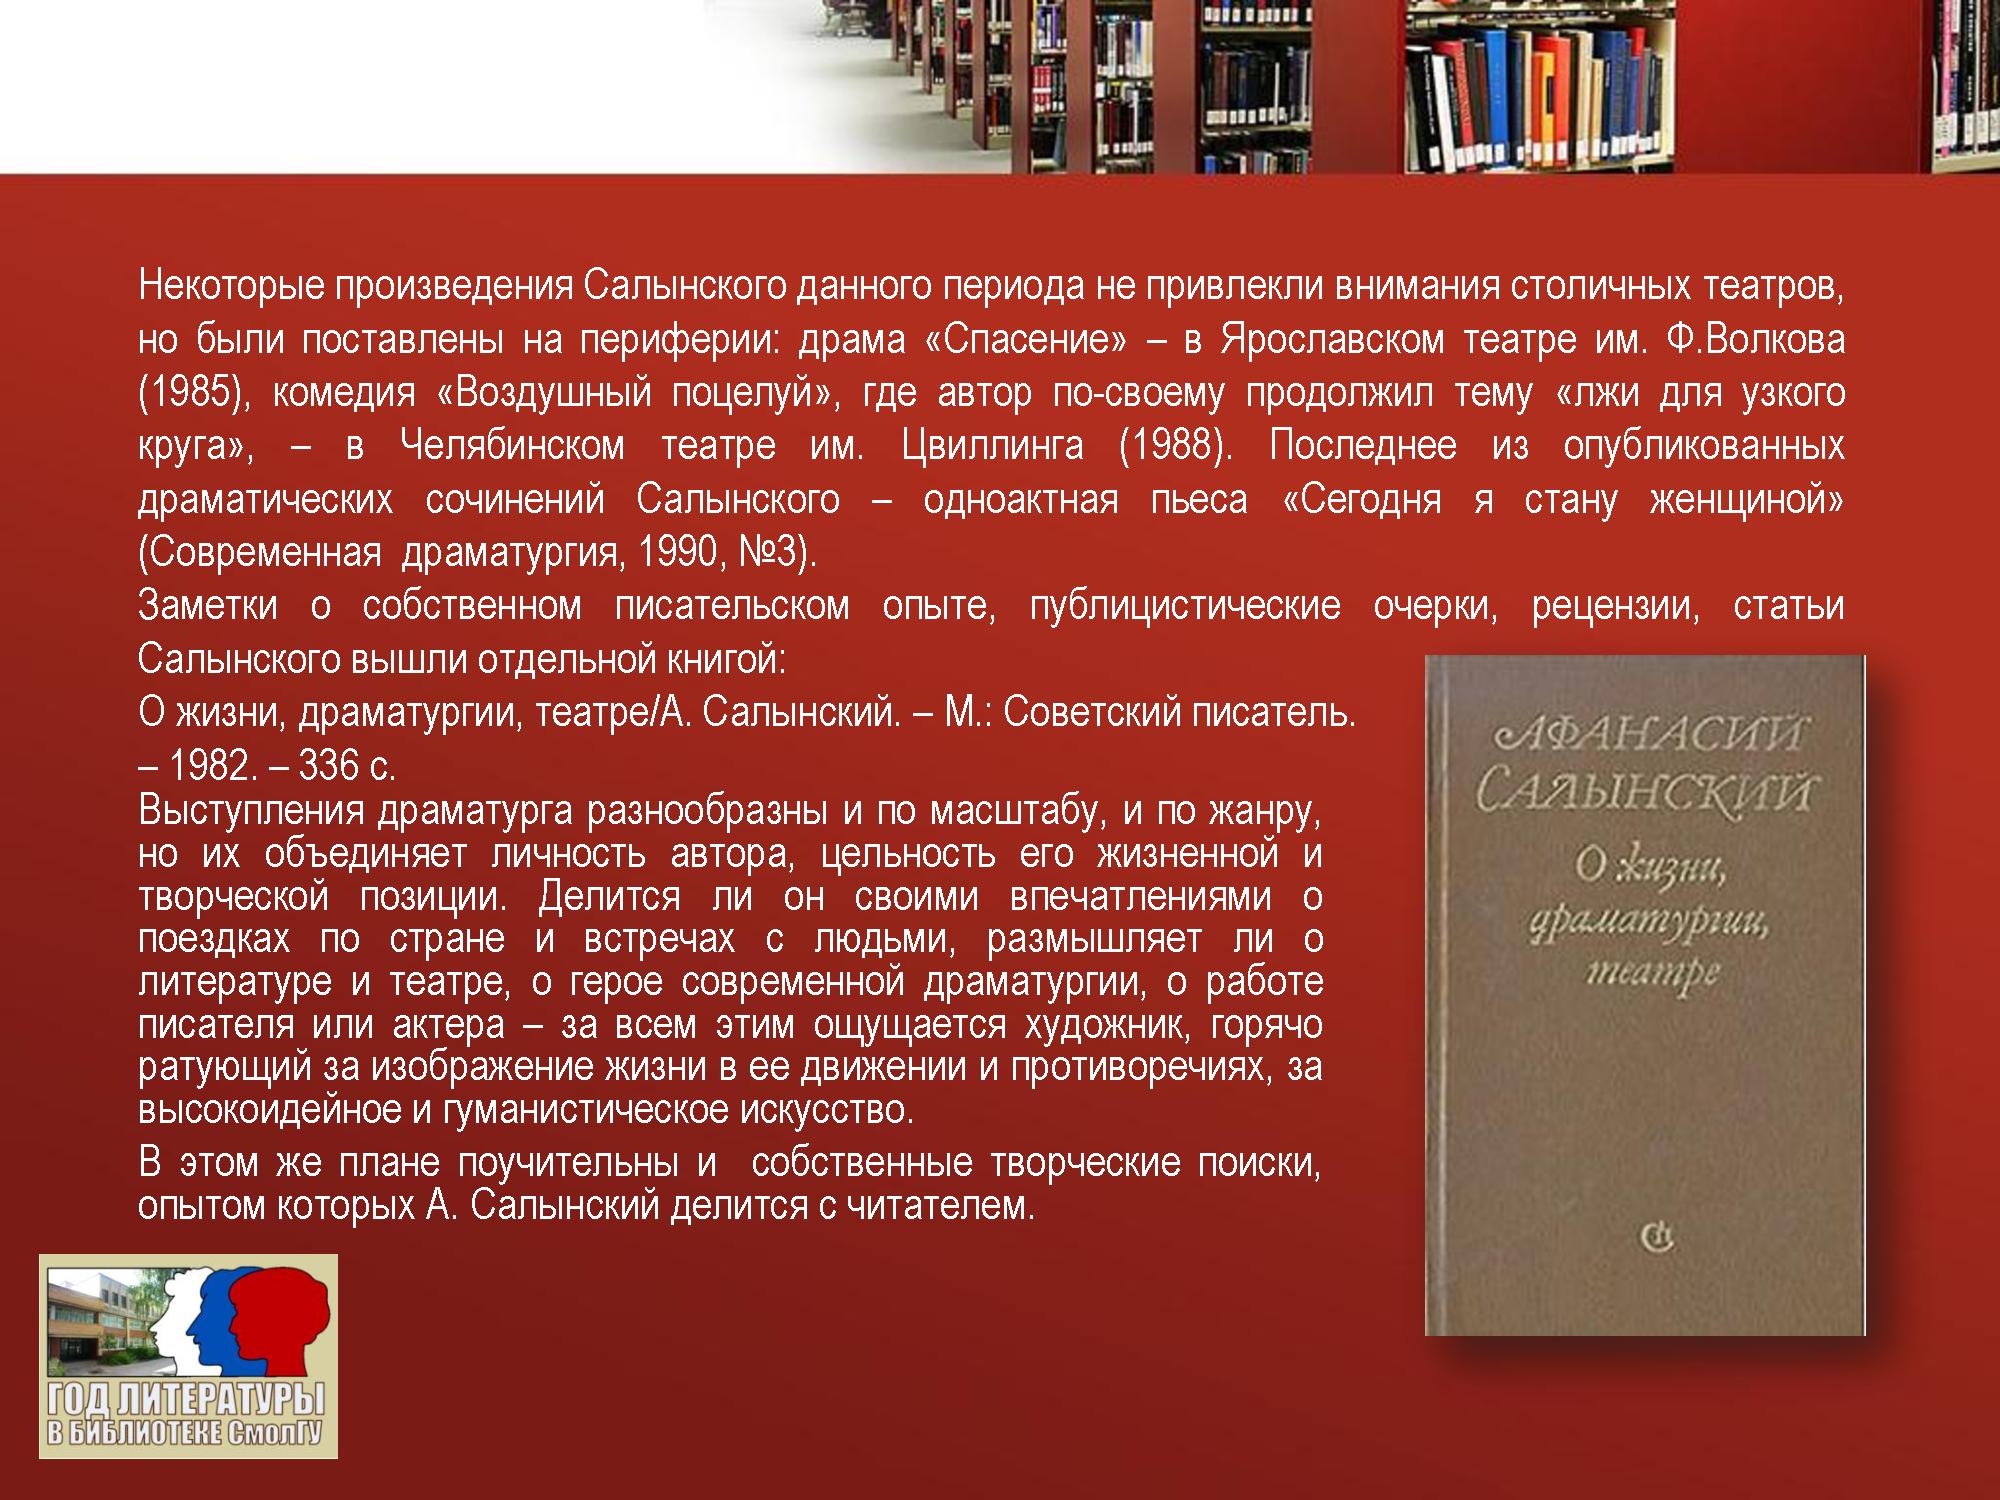 Некоторые произведения Салынского данного периода не привлекли внимания столичных театров,
но были поставлены на периферии: драма «Спасение» – в Ярославском театре им. Ф.Волкова
(1985), комедия «Воздушный поцелуй», где автор по-своему продолжил тему «лжи для узкого
круга», – в Челябинском театре им. Цвиллинга (1988). Последнее из опубликованных
драматических сочинений Салынского – одноактная пьеса «Сегодня я стану женщиной»
(Современная драматургия, 1990, №3).
Заметки о собственном писательском опыте, публицистические очерки, рецензии, статьи
Салынского вышли отдельной книгой:
О жизни, драматургии, театре/А. Салынский. – М.: Советский писатель.
– 1982. – 336 с.
Выступления драматурга разнообразны и по масштабу, и по жанру,
но их объединяет личность автора, цельность его жизненной и
творческой позиции. Делится ли он своими впечатлениями о
поездках по стране и встречах с людьми, размышляет ли о
литературе и театре, о герое современной драматургии, о работе
писателя или актера – за всем этим ощущается художник, горячо
ратующий за изображение жизни в ее движении и противоречиях, за
высокоидейное и гуманистическое искусство.
В этом же плане поучительны и собственные творческие поиски,
опытом которых А. Салынский делится с читателем.
АФАНАСИЙ
САЛЫНСКИЙ
О жизни,
драматургии,
театре
ГОД ЛИТЕРАТУРЫ
В БИБЛИОТЕКЕ СмолГУ